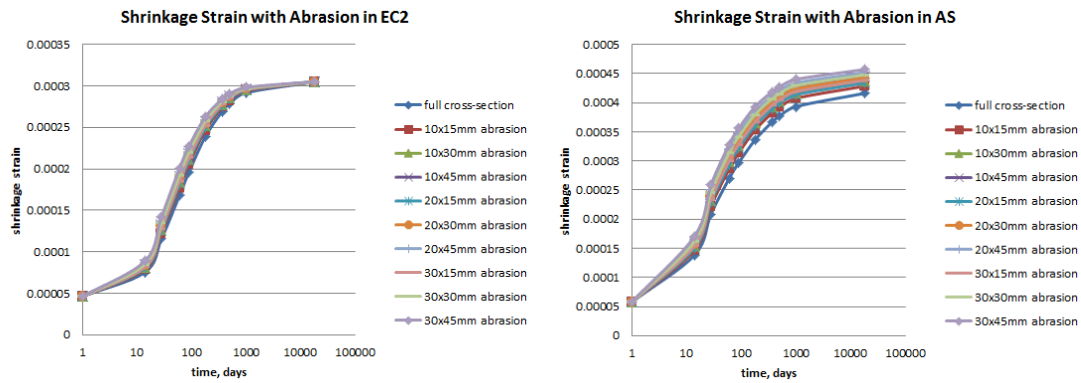 Shrinkage Strain with Abrasion in EC2
0.00035
0.0003
0.00025
0.0002
0.00015
0.0001
0.00005
0
shrinkage strain
1
10
100
1000
10000
100000
time, days
full cross-section
10x15mm abrasion
10x30mm abrasion
10x45mm abrasion
20x15mm abrasion
20x30mm abrasion
20x45mm abrasion
30x15mm abrasion
30x30mm abrasion
30x45mm abrasion
Shrinkage Strain with Abrasion in AS
0.0005
0.00045
0.0004
0.00035
0.0003
0.00025
0.0002
0.00015
0.0001
0.00005
0
shrinkage strain
1
10
100
1000
10000
100000
time, days
full cross-section
10x15mm abrasion
10x30mm abrasion
10x45mm abrasion
20x15mm abrasion
20x30mm abrasion
20x45mm abrasion
30x15mm abrasion
30x30mm abrasion
30x45mm abrasion